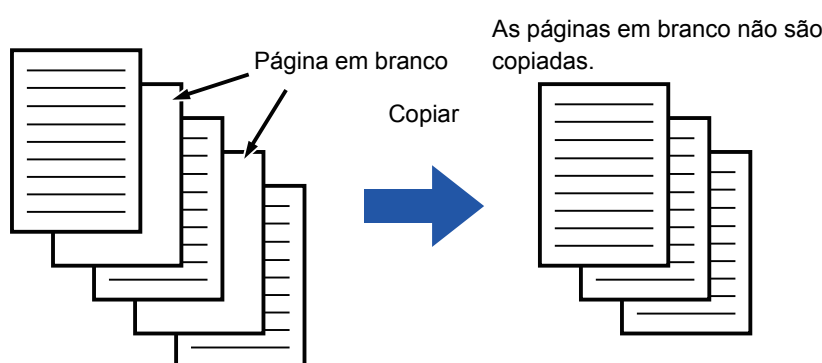 Página em branco
Copiar
As páginas em branco não são
copiadas.